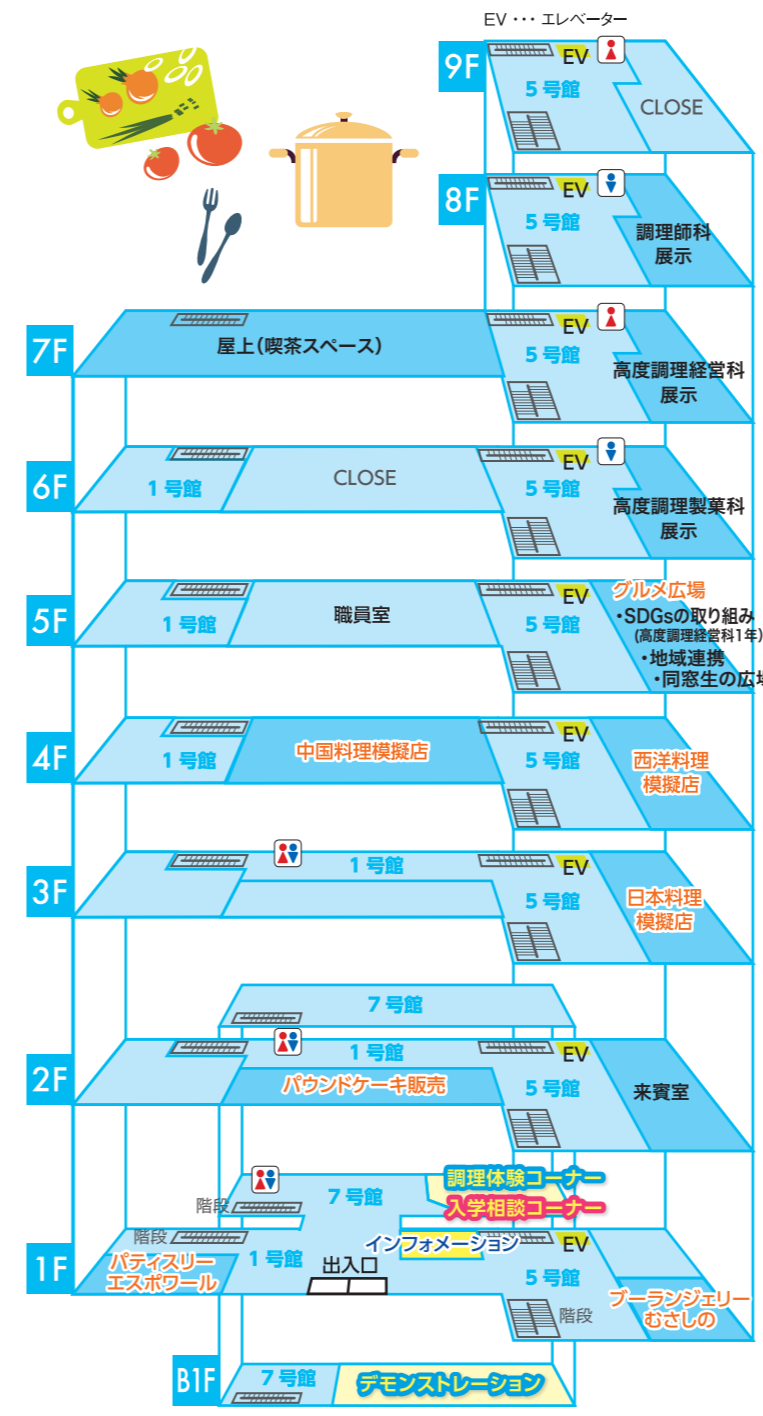 EV ・・・ エレベーター
9F
EV
5号館
CLOSE
8F
EV
5号館
調理師科
展示
7F
屋上(喫茶スペース)
EV
5号館
高度調理経営科
展示
6F
1号館
CLOSE
EV
5号館
高度調理製菓科
展示
5F
1号館
職員室
EV
5号館
グルメ広場
・SDGsの取り組み
(高度調理経営科1年)
・地域連携
・同窓生の広場
4F
1号館
中国料理模擬店
EV
5号館
西洋料理
模擬店
3F
1号館
EV
5号館
日本料理
模擬店
7号館
2F
1号館
パウンドケーキ販売
EV
5号館
来賓室
階段
7号館
調理体験コーナー
入学相談コーナー
1F
階段
パティスリー
エスポワール
1号館
出入口
インフォメーション
EV
5号館
階段
ブーランジェリー
むさしの
B1F
7号館
デモンストレーション